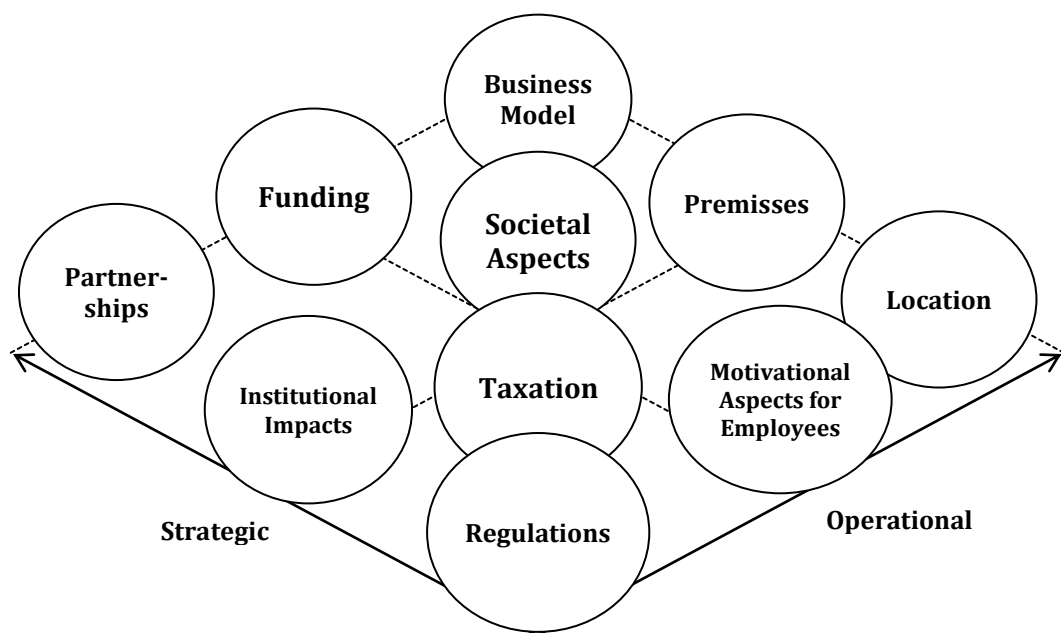 Business
Model
Funding
Premisses
Societal
Aspects
Partner-
ships
Location
Institutional
Impacts
Taxation
Motivational
Aspects for
Employees
Strategic
Regulations
Operational